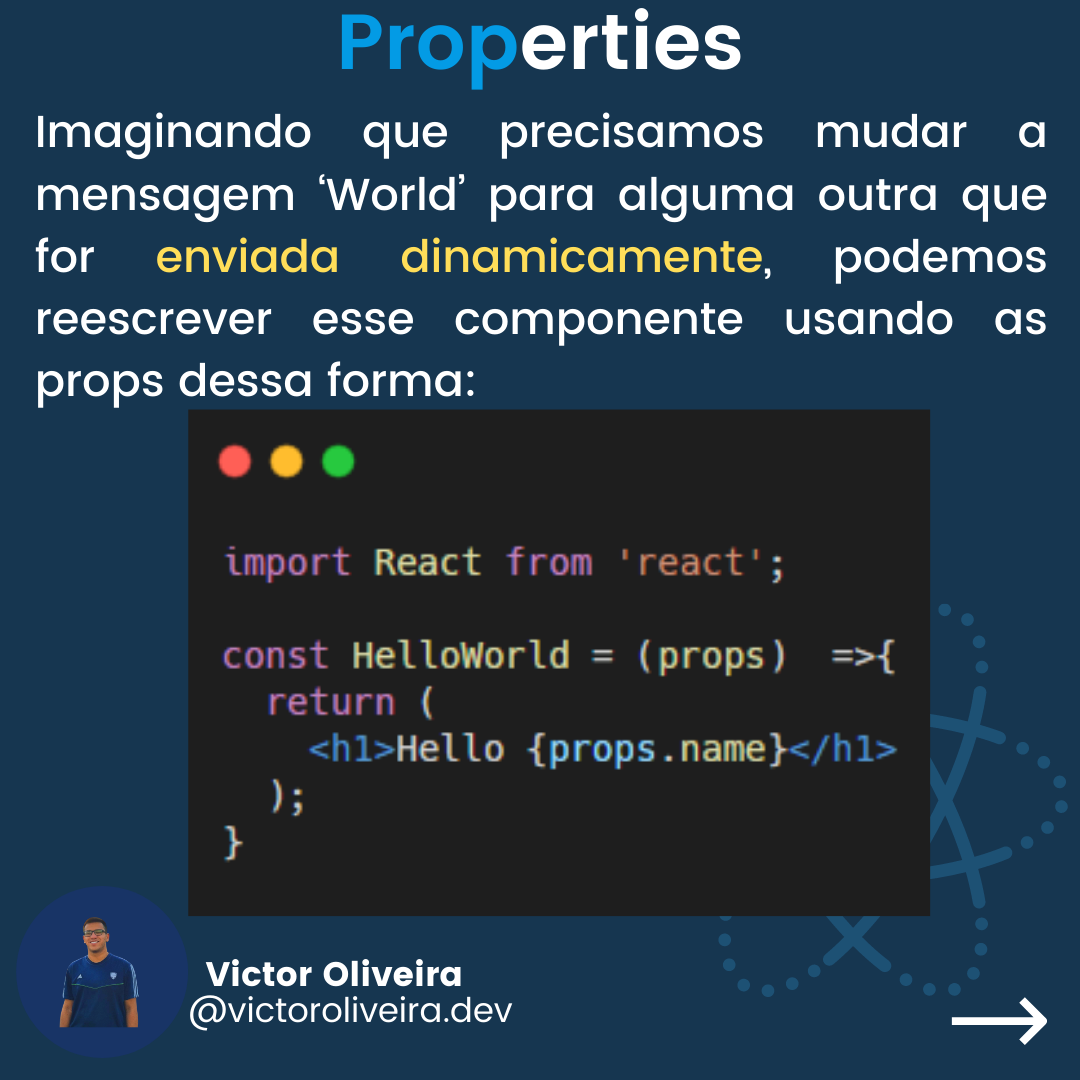 Properties
Imaginando que precisamos mudar a
mensagem ‘World’ para alguma outra que
for enviada dinamicamente, podemos
reescrever esse componente usando as
props dessa forma:
import React from 'react';
const HelloWorld = (props)  =>{
  return (
    <h1>Hello {props.name}</h1>
  );
}
Victor Oliveira
@victoroliveira.dev